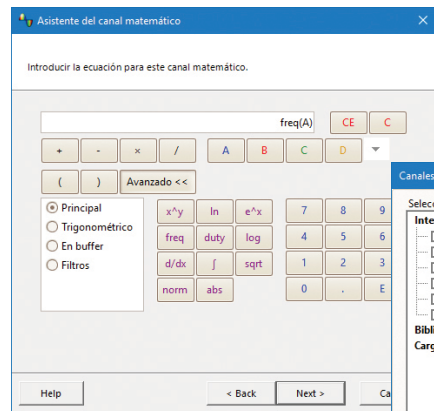 Asistente del canal matemático
Introducir la ecuación para este canal matemático.
freq(A) CE C
+ - × / A B C D
( ) Avanzado <<
Principal
Trigonométrico
En buffer
Filtros
x^y ln e^x 7 8 9
freq duty log 4 5 6
d/dx ∫ sqrt 1 2 3
norm abs 0 . E
Canales
Selecc
Inte
Bibli
Carg
Help < Back Next > Ca